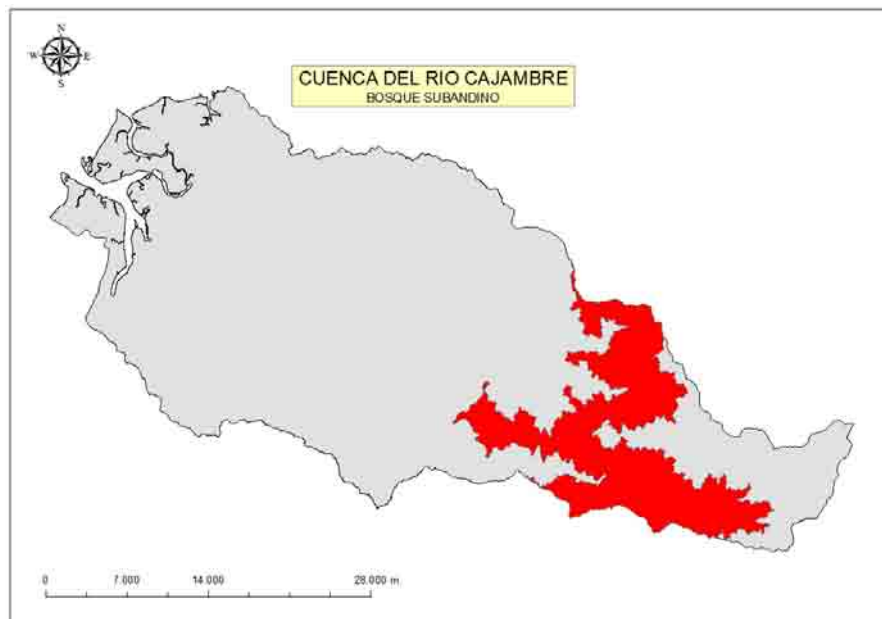 N
W E
S
CUENCA DEL RIO CAJAMBRE
BOSQUE SUBANDINO
0 7.000 14.000 28.000 m